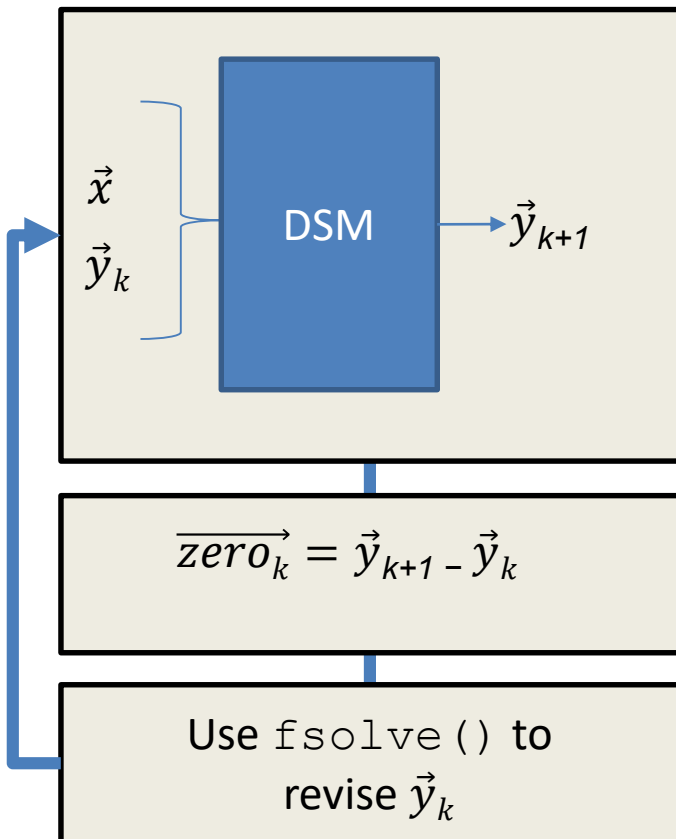 x⃗
y⃗ₖ
DSM
y⃗ₖ₊₁
zeroₖ⃗ = y⃗ₖ₊₁ − y⃗ₖ
Use fsolve() to
revise y⃗ₖ